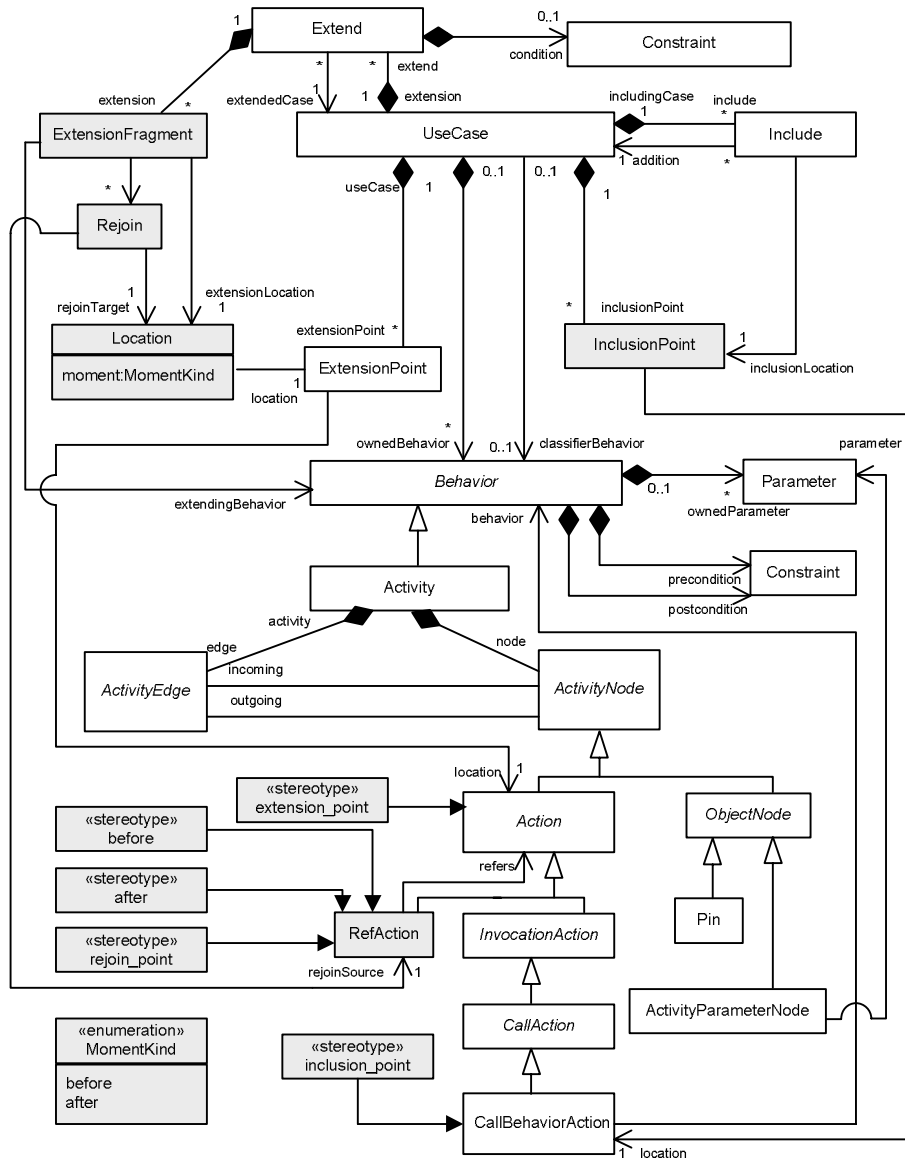 1
Extend
0..1
Constraint
condition
*
*
extend
extension
*
extendedCase
1
1
extension
includingCase
1
include
*
ExtensionFragment
UseCase
Include
1
addition
*
useCase
1
0..1
0..1
1
*
Rejoin
1
rejoinTarget
extensionLocation
1
*
inclusionPoint
extensionPoint
*
Location
InclusionPoint
1
moment:MomentKind
ExtensionPoint
1
location
inclusionLocation
*
ownedBehavior
0..1
classifierBehavior
parameter
Behavior
0..1
Parameter
extendingBehavior
behavior
*
ownedParameter
Constraint
precondition
Activity
postcondition
activity
edge
node
incoming
ActivityEdge
ActivityNode
outgoing
location
1
«stereotype»
extension_point
Action
ObjectNode
«stereotype»
before
refers
«stereotype»
after
Pin
RefAction
InvocationAction
«stereotype»
rejoin_point
rejoinSource
1
ActivityParameterNode
«enumeration»
MomentKind
CallAction
«stereotype»
inclusion_point
before
after
CallBehaviorAction
1
location